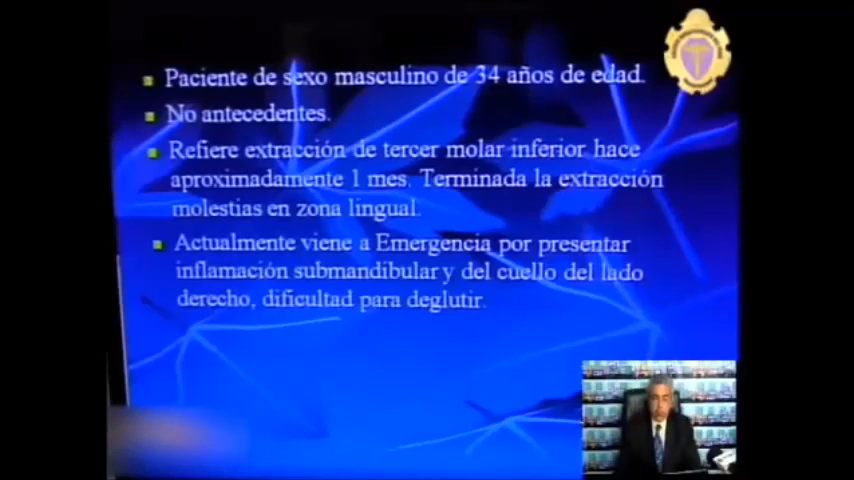 Paciente de sexo masculino de 34 años de edad.
No antecedentes.
Refiere extracción de tercer molar inferior hace
aproximadamente 1 mes. Terminada la extracción
molestias en zona lingual.
Actualmente viene a Emergencia por presentar
inflamación submandibular y del cuello del lado
derecho, dificultad para deglutir.